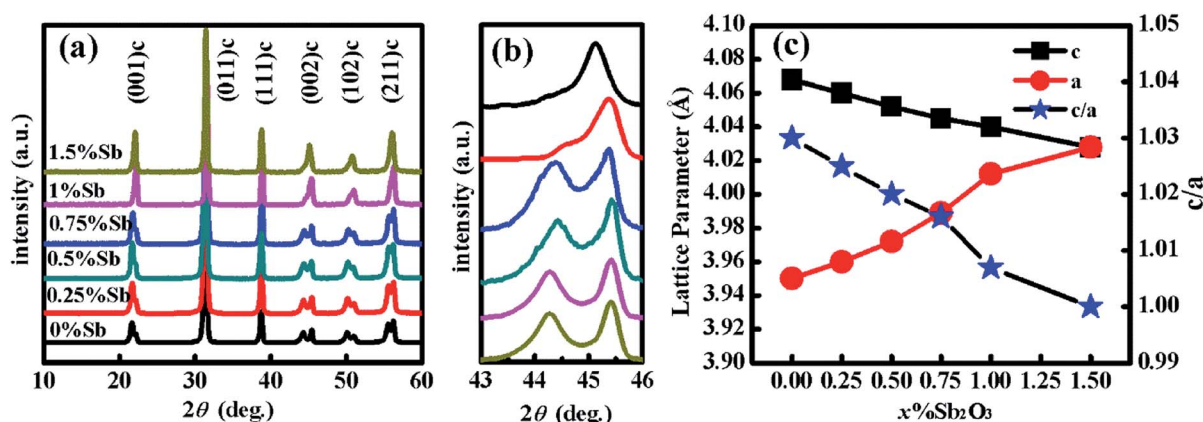 (a)
(001)c
(011)c
(111)c
(002)c
(102)c
(211)c
1.5%Sb
1%Sb
0.75%Sb
0.5%Sb
0.25%Sb
0%Sb
intensity (a.u.)
10 20 30 40 50 60
2θ (deg.)
(b)
intensity (a.u.)
43 44 45 46
2θ (deg.)
(c)
c
a
c/a
4.10
4.08
4.06
4.04
4.02
4.00
3.98
3.96
3.94
3.92
3.90
Lattice Parameter (Å)
0.00 0.25 0.50 0.75 1.00 1.25 1.50
x%Sb₂O₃
1.05
1.04
1.03
1.02
1.01
1.00
0.99
c/a